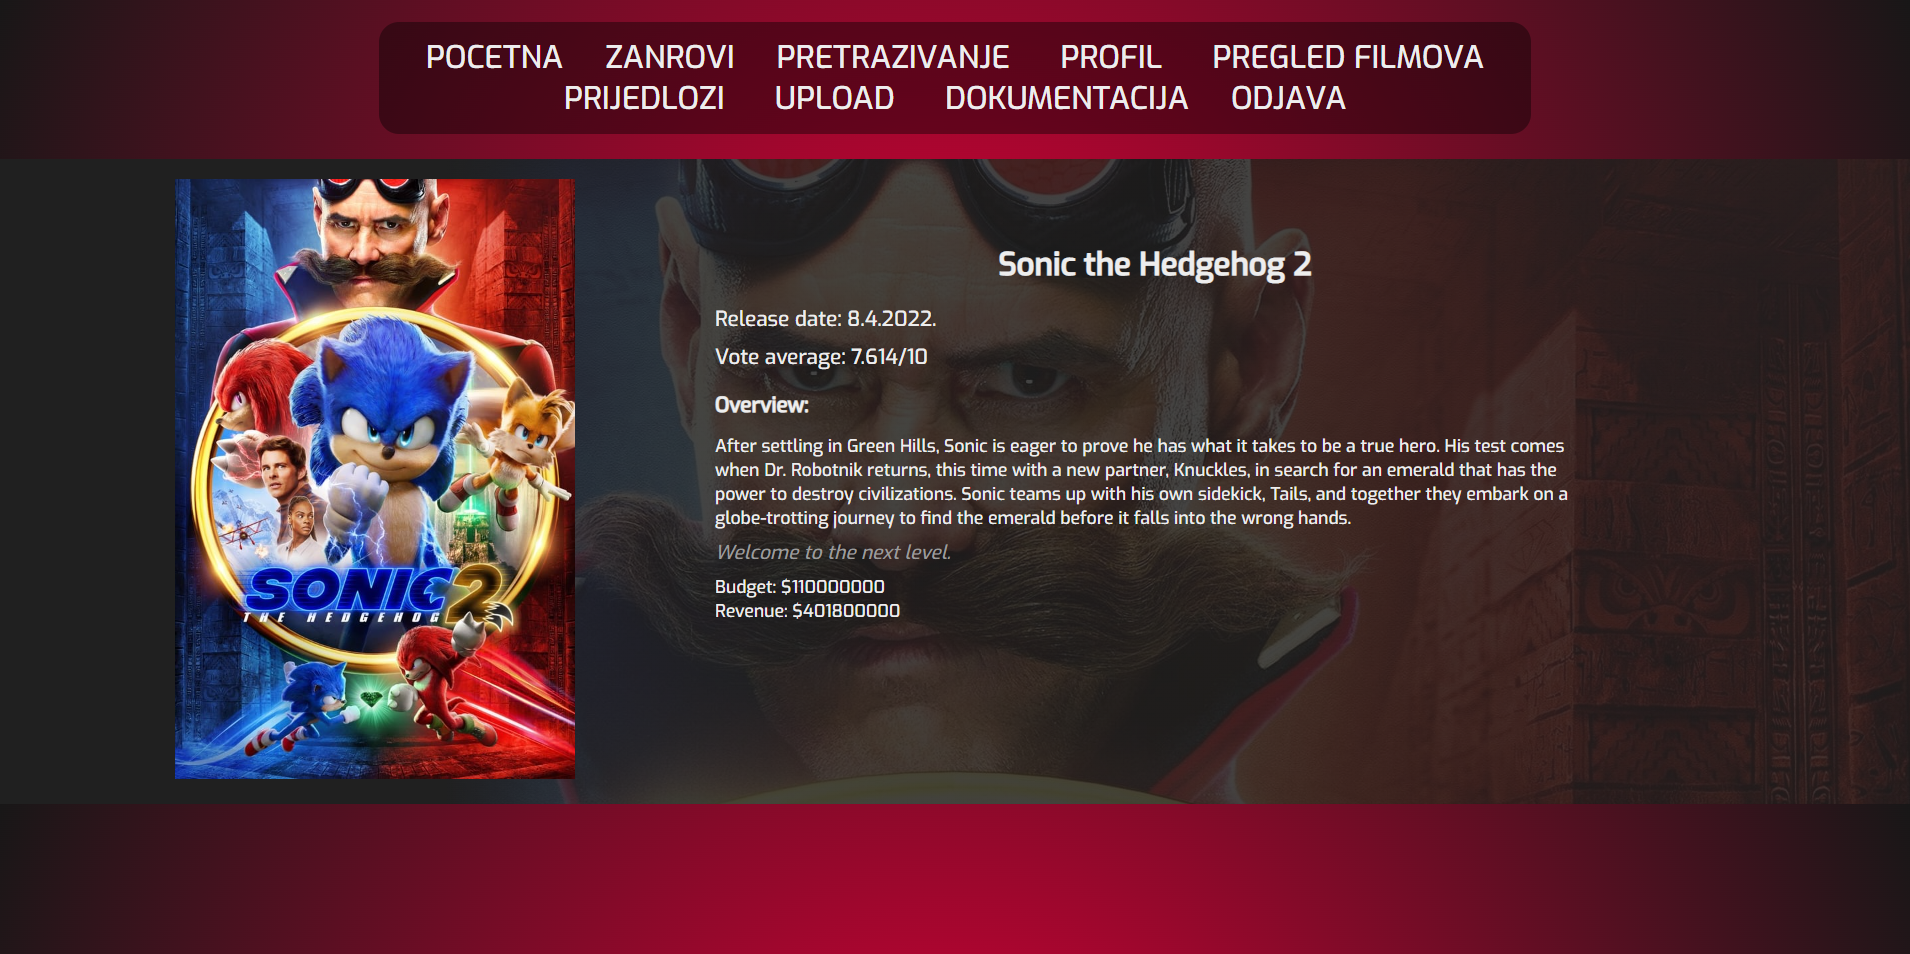 POCETNA ZANROVI PRETRAZIVANJE PROFIL PREGLED FILMOVA
PRIJEDLOZI UPLOAD DOKUMENTACIJA ODJAVA
Sonic the Hedgehog 2
Release date: 8.4.2022.
Vote average: 7.614/10
Overview:
After settling in Green Hills, Sonic is eager to prove he has what it takes to be a true hero. His test comes
when Dr. Robotnik returns, this time with a new partner, Knuckles, in search for an emerald that has the
power to destroy civilizations. Sonic teams up with his own sidekick, Tails, and together they embark on a
globe-trotting journey to find the emerald before it falls into the wrong hands.
Welcome to the next level.
Budget: $110000000
Revenue: $401800000
SONIC 2
THE HEDGEHOG